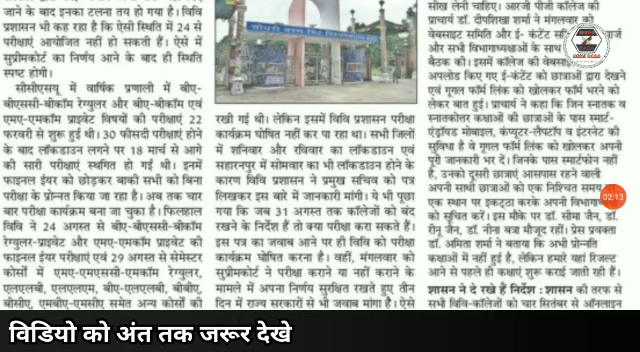 जाने के बाद इनका टलना तय हो गया है। विवि
प्रशासन भी कह रहा है कि ऐसी स्थिति में 24 से
परीक्षाएं आयोजित नहीं हो सकती हैं। ऐसे में
सुप्रीमकोर्ट का निर्णय आने के बाद ही स्थिति
स्पष्ट होगी।
सीसीएसयू में वार्षिक प्रणाली में बीए-
बीएससी-बीकॉम रेग्युलर और बीए-बीकॉम एवं
एमए-एमकॉम प्राइवेट विषयों की परीक्षाएं 22
फरवरी से शुरू हुई थी। 30 फीसदी परीक्षाएं होने
के बाद लॉकडाउन लगने पर 18 मार्च से आगे
की सारी परीक्षाएं स्थगित हो गई थी। इनमें
फाइनल ईयर को छोड़कर बाकी सभी को बिना
परीक्षा के प्रोन्नत किया जा रहा है। अब तक चार
बार परीक्षा कार्यक्रम बना जा चुका है। फिलहाल
विवि ने 24 अगस्त से बीए-बीएससी-बीकॉम
रेग्युलर-प्राइवेट और एमए-एमकॉम प्राइवेट की
फाइनल ईयर परीक्षाएं एवं 29 अगस्त से सेमेस्टर
कोर्सों में एमए-एमएससी-एमकॉम रेग्युलर,
एलएलबी, एलएलएम, बीए-एलएलबी, बीबीए,
बीसीए, एमबीए-एमसीए समेत अन्य कोर्सों की
रखी गई थी। लेकिन इसमें विवि प्रशासन परीक्षा
कार्यक्रम घोषित नहीं कर पा रहा था। सभी जिलों
में शनिवार और रविवार का लॉकडाउन एवं
सहारनपुर में सोमवार का भी लॉकडाउन होने के
कारण विवि प्रशासन ने प्रमुख सचिव को पत्र
लिखकर इस बारे में जानकारी मांगी। ये भी पूछा
गया कि जब 31 अगस्त तक कॉलेजों को बंद
रखने के निर्देश हैं तो क्या परीक्षा करा सकते हैं।
इस पत्र का जवाब आने पर ही विवि को परीक्षा
कार्यक्रम घोषित करना है। वहीं, मंगलवार को
सुप्रीमकोर्ट ने परीक्षा कराने या नहीं कराने के
मामले में अपना निर्णय सुरक्षित रखते हुए तीन
दिन में राज्य सरकारों से भी जवाब मांगा है। ऐसे
सीख लेनी चाहिए। आरजी पीजी कॉलेज की
प्राचार्य डॉ. दीपशिखा शर्मा ने मंगलवार को
वेबसाइट समिति और ई- कंटेंट
और सभी विभागाध्यक्षाओं के साथ
बैठक की। इसमें कॉलेज की वेबसाइट
अपलोड किए गए ई-कंटेंट को छात्राओं द्वारा देखने
एवं गूगल फॉर्म लिंक को खोलकर फॉर्म भरने को
लेकर बात हुई। प्राचार्य ने कहा कि जिन स्नातक व
स्नातकोत्तर कक्षाओं की छात्राओं के पास स्मार्ट-
एंड्रॉयड मोबाइल, कंप्यूटर-लैपटॉप व इंटरनेट की
सुविधा है वे गूगल फॉर्म लिंक को खोलकर अपनी
पूरी जानकारी भर दें। जिनके पास स्मार्टफोन नहीं
है, उनको दूसरी छात्राएं आसपास रहने वाली
अपनी साथी छात्राओं को एक निश्चित समय
एक स्थान पर इकट्ठा करके अपनी विभाग
को सूचित करें। इस मौके पर डॉ. सीमा जैन, डॉ.
रीनू जैन, डॉ. नीना बत्रा मौजूद रहीं। प्रेस प्रवक्ता
डॉ. अमिता शर्मा ने बताया कि अभी प्रोन्नति
कक्षाओं में नहीं हुई है, लेकिन हमारे यहां रिजल्ट
आने से पहले ही कक्षाएं शुरू कराई जाती रही हैं।
शासन ने दे रखे हैं निर्देश : शासन की तरफ से
सभी विवि-कॉलेजों को चार सितंबर से ऑनलाइन
02:13
विडियो को अंत तक जरूर देखे